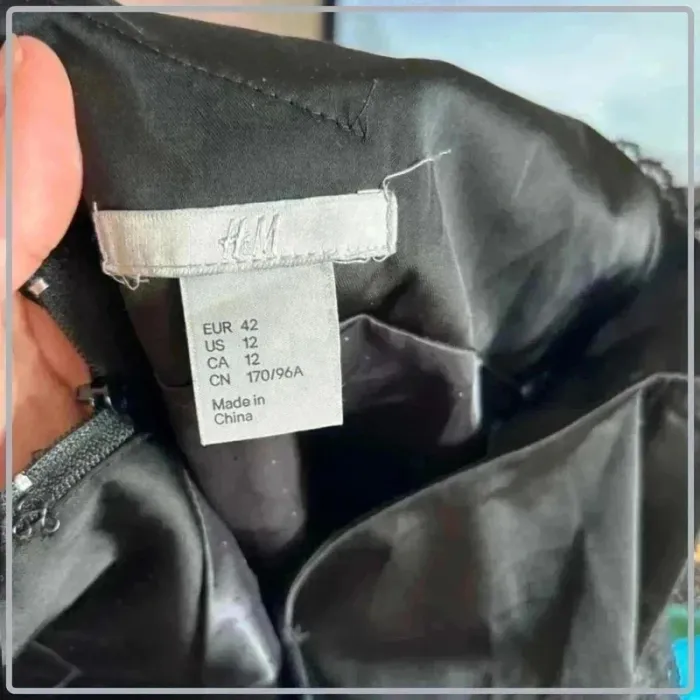 H&M
EUR 42
US 12
CA 12
CN 170/96A
Made in
China